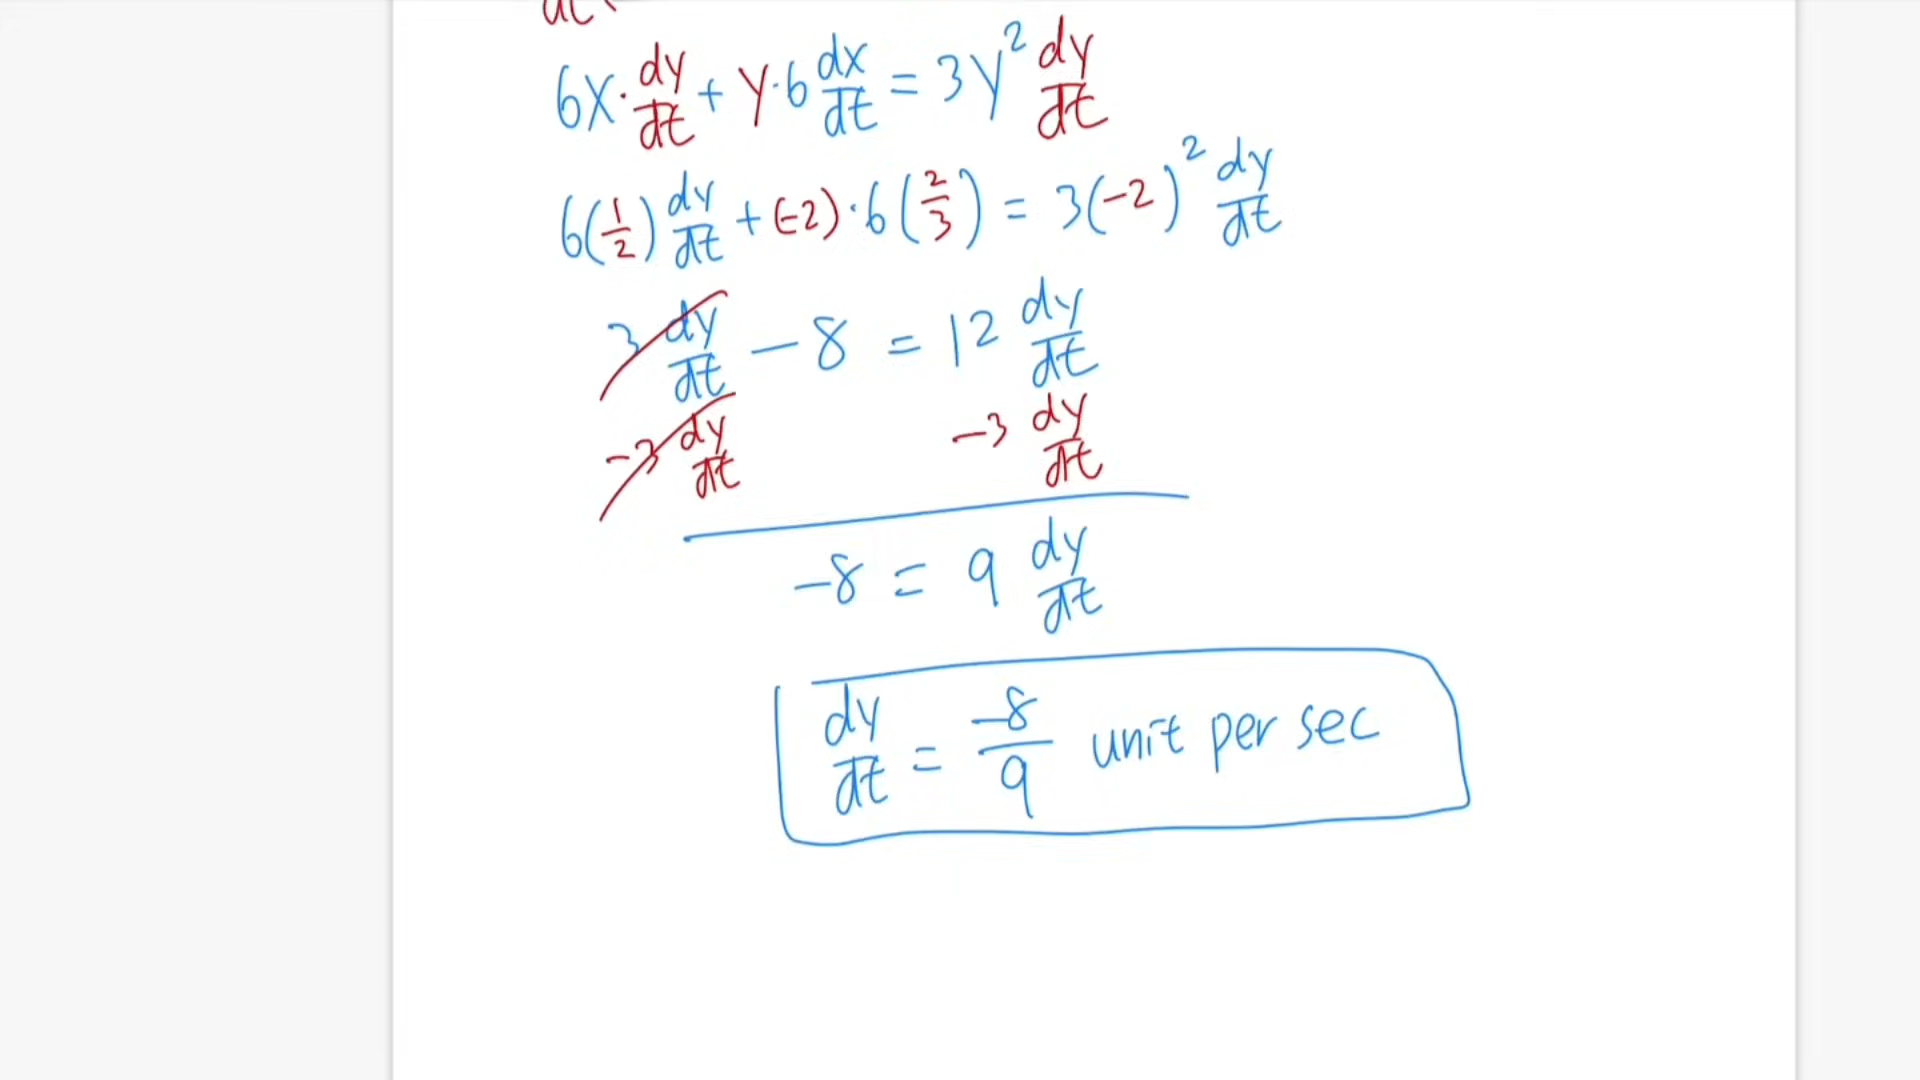 6x·dy/dt + y·6 dx/dt = 3y² dy/dt
6(1/2) dy/dt + (-2)·6(2/3) = 3(-2)² dy/dt
3 dy/dt - 8 = 12 dy/dt
-3 dy/dt -3 dy/dt
-8 = 9 dy/dt
dy/dt = -8/9 unit per sec